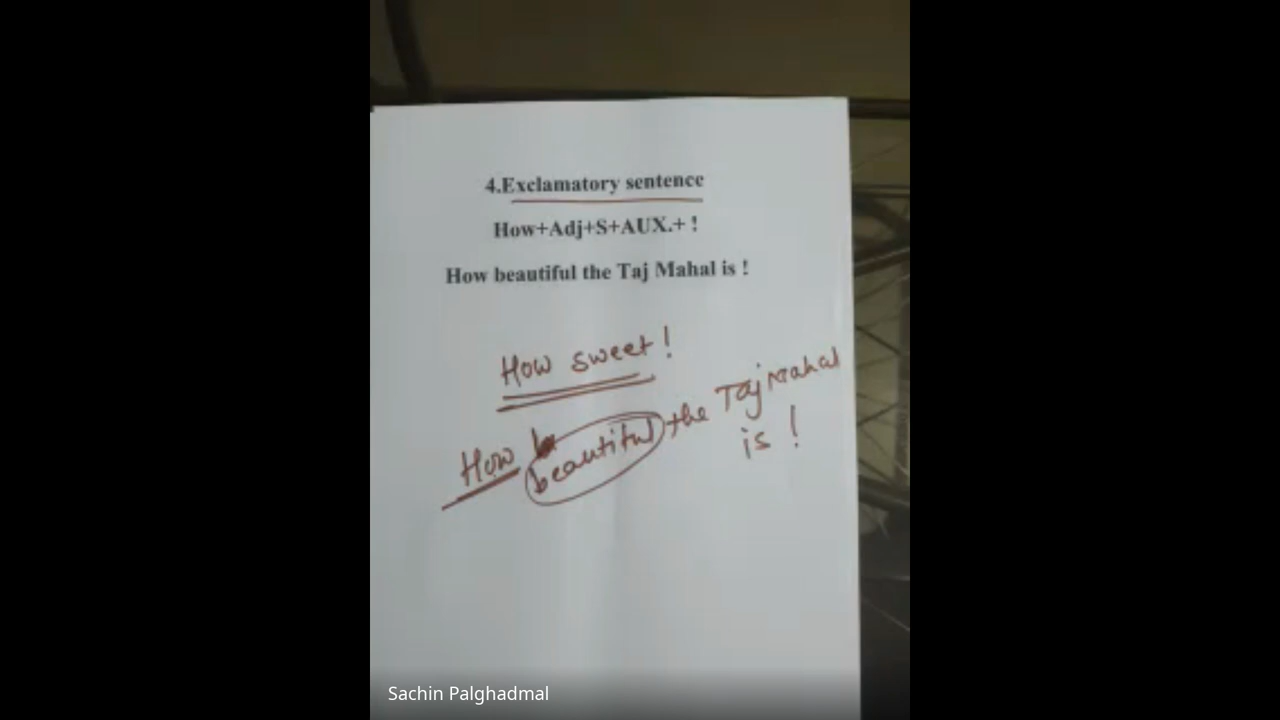 4.Exclamatory sentence
How+Adj+S+AUX.+ !
How beautiful the Taj Mahal is !
How sweet !
How beautiful the Taj Mahal
is !
Sachin Palghadmal